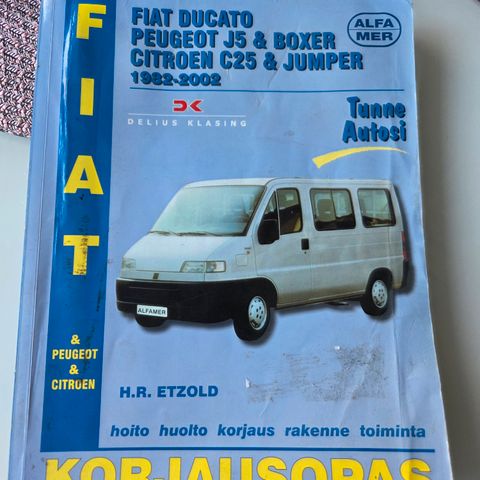 FIAT DUCATO
PEUGEOT J5 & BOXER
CITROEN C25 & JUMPER
1982-2002
ALFA
MER
DELIUS KLASING
Tunne
Autosi
F
I
A
T
&
PEUGEOT
&
CITROEN
ALFAMER
H.R. ETZOLD
hoito huolto korjaus rakenne toiminta
KORJAUSOPAS